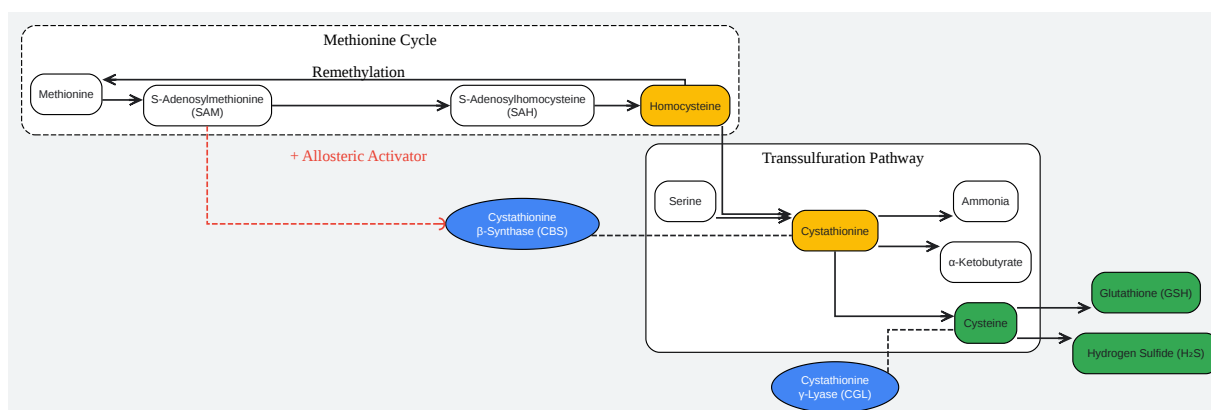 Methionine Cycle
Remethylation
Methionine
S-Adenosylmethionine
(SAM)
S-Adenosylhomocysteine
(SAH)
Homocysteine
+ Allosteric Activator
Transsulfuration Pathway
Serine
Ammonia
Cystathionine
β-Synthase (CBS)
Cystathionine
α-Ketobutyrate
Glutathione (GSH)
Cysteine
Hydrogen Sulfide (H₂S)
Cystathionine
γ-Lyase (CGL)